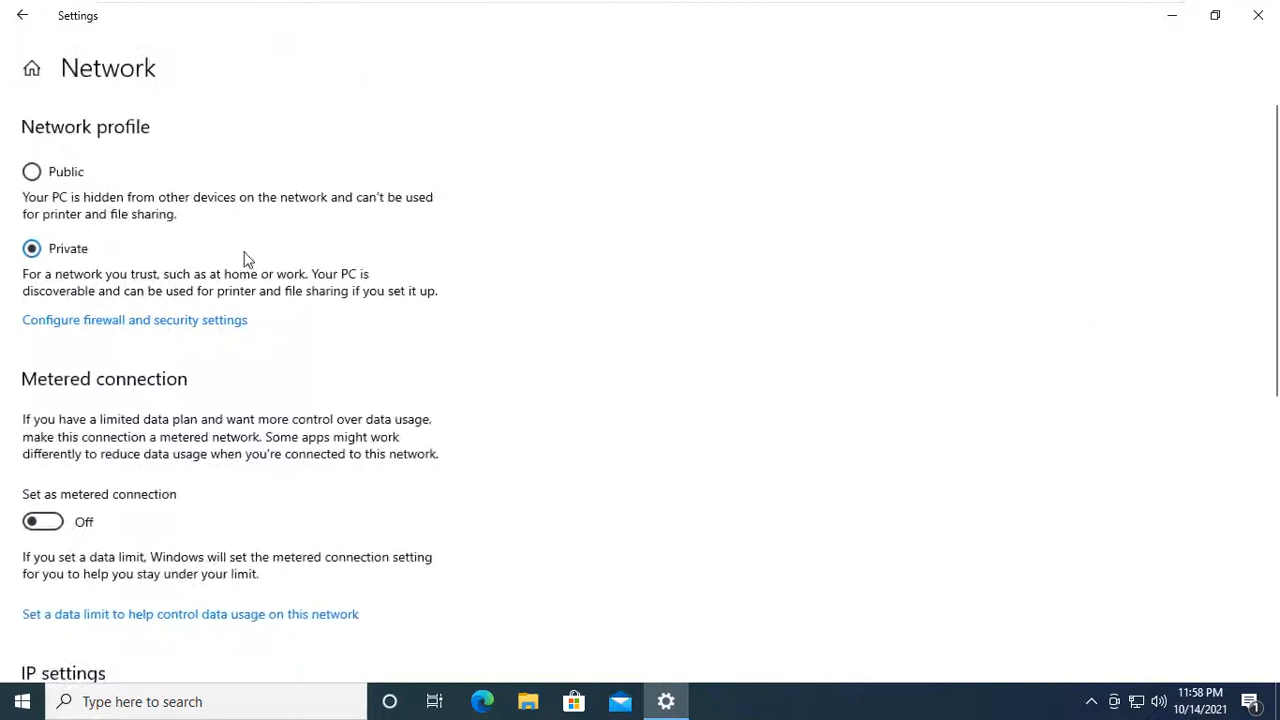 Settings
Network
Network profile
Public
Your PC is hidden from other devices on the network and can't be used
for printer and file sharing.
Private
For a network you trust, such as at home or work. Your PC is
discoverable and can be used for printer and file sharing if you set it up.
Configure firewall and security settings
Metered connection
If you have a limited data plan and want more control over data usage,
make this connection a metered network. Some apps might work
differently to reduce data usage when you're connected to this network.
Set as metered connection
Off
If you set a data limit, Windows will set the metered connection setting
for you to help you stay under your limit.
Set a data limit to help control data usage on this network
IP settings
Type here to search
11:58 PM
10/14/2021
1